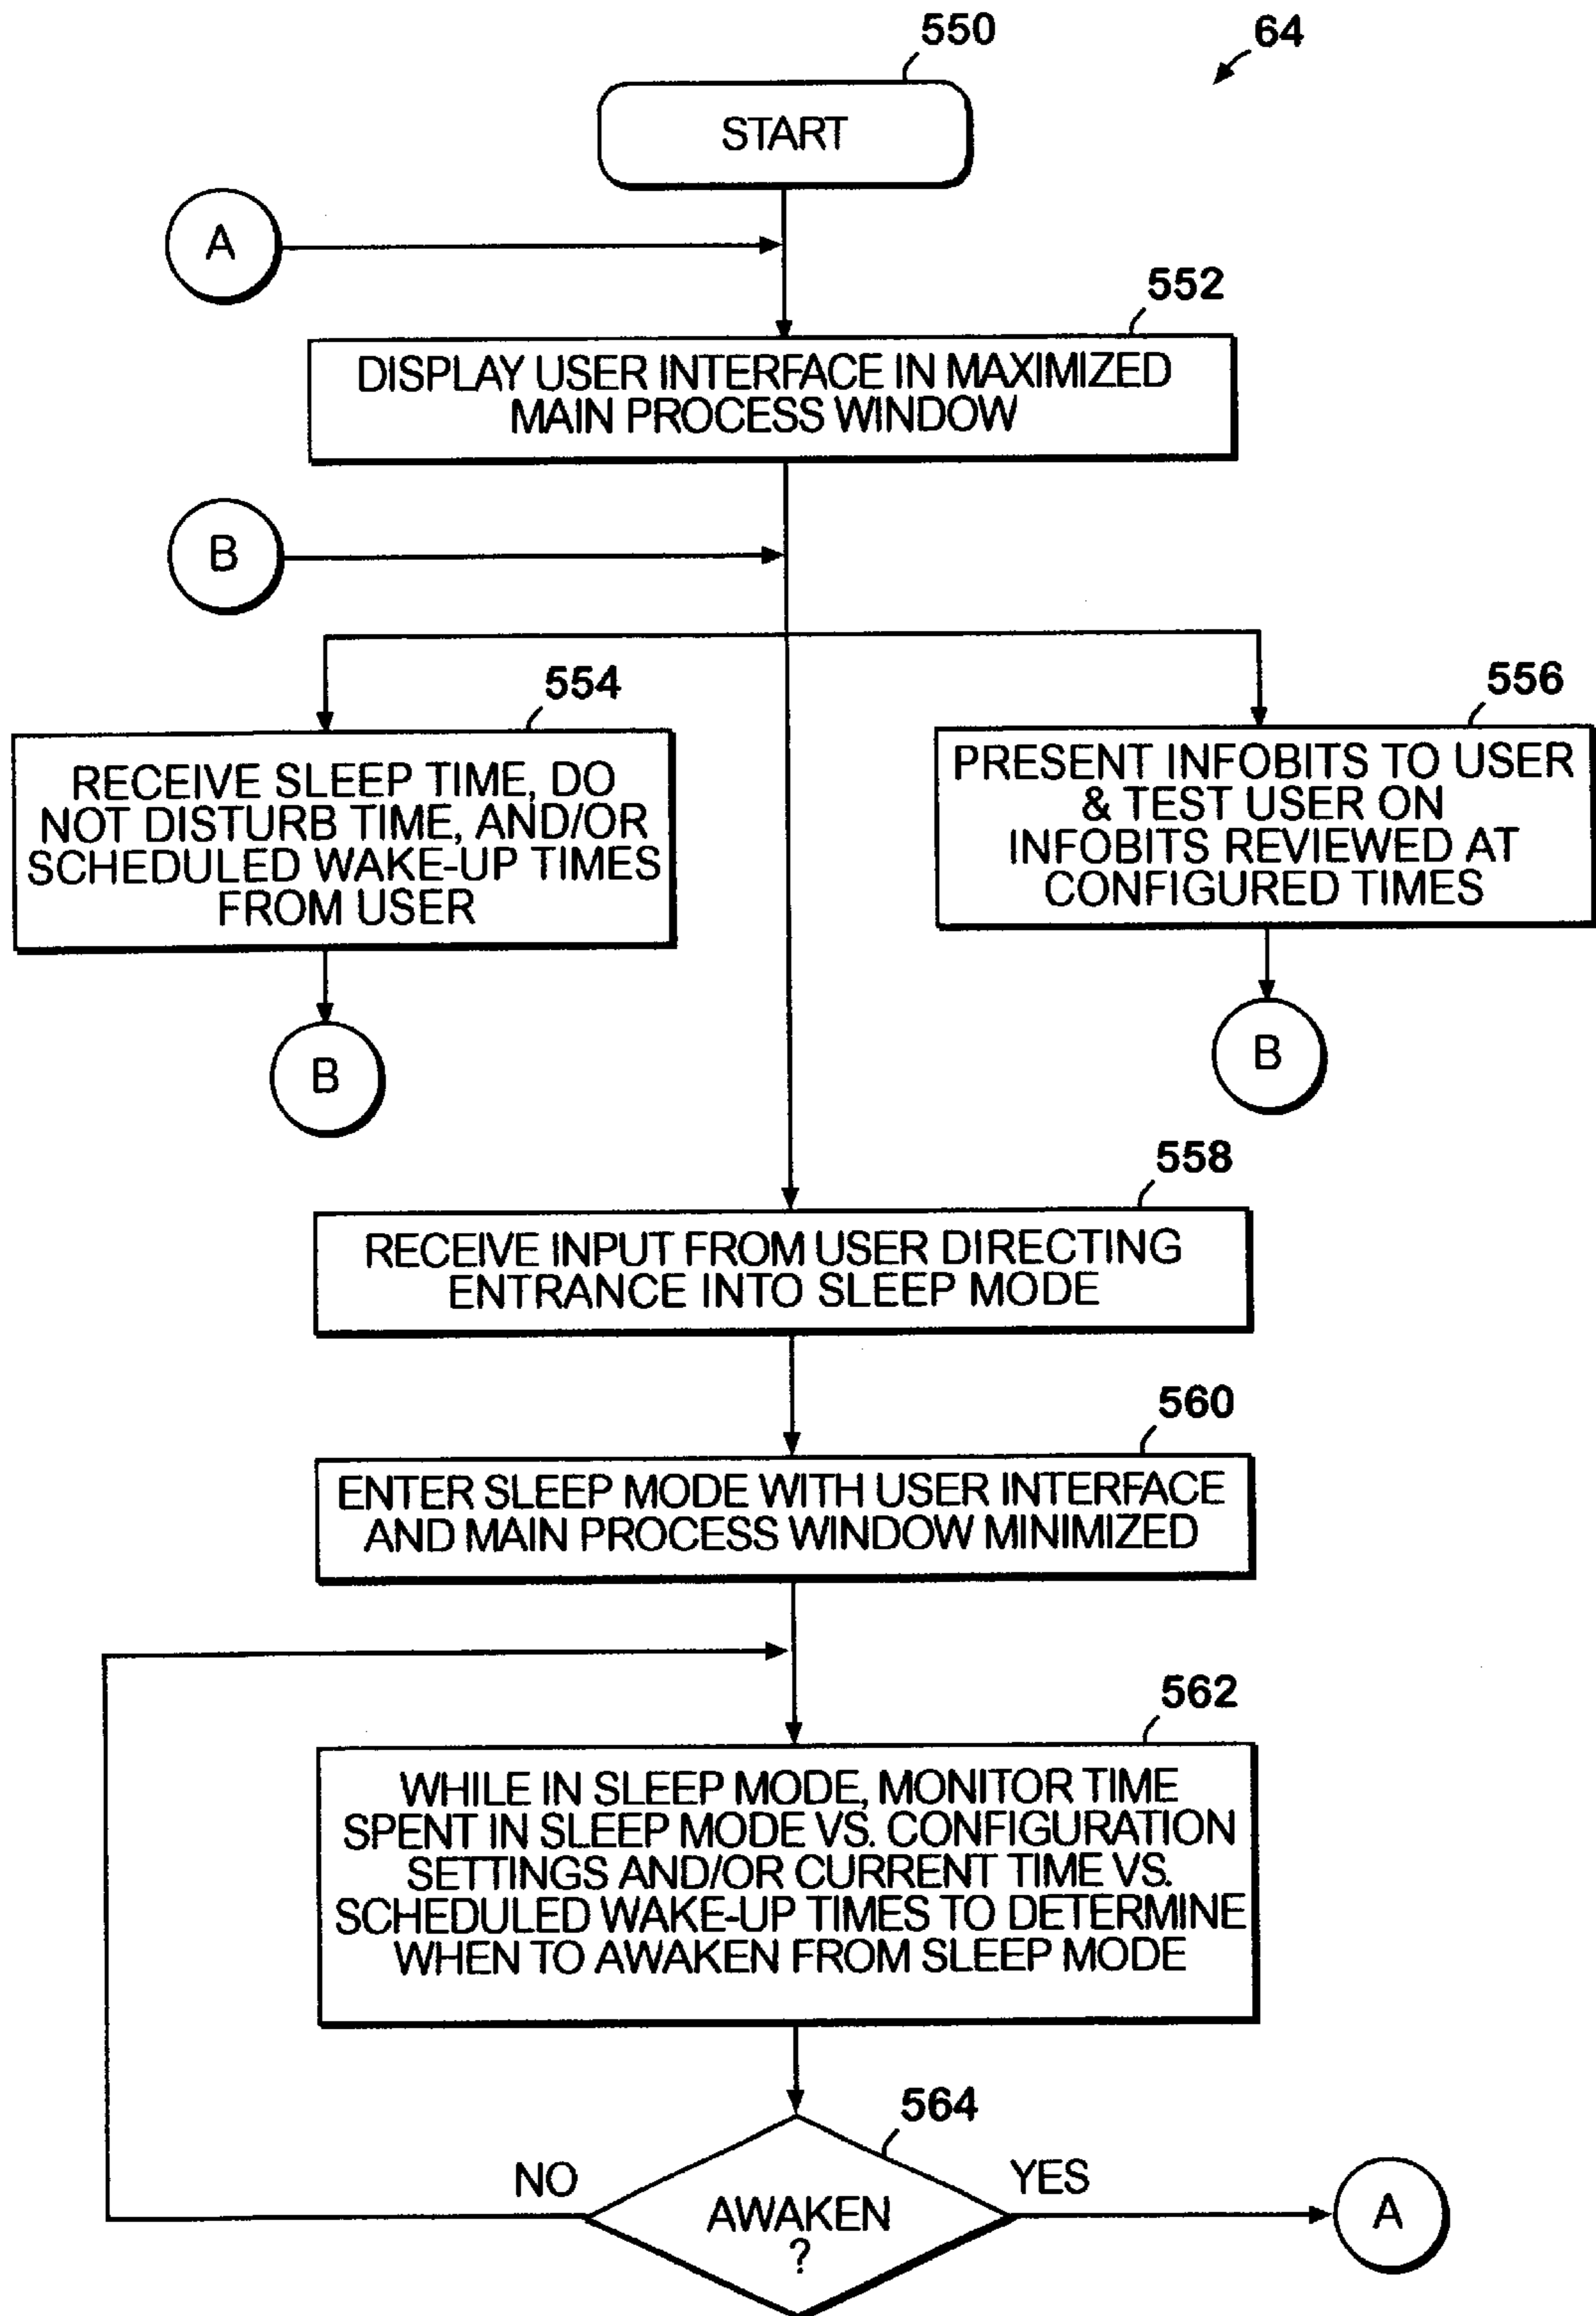 550
64
START
A
552
DISPLAY USER INTERFACE IN MAXIMIZED
MAIN PROCESS WINDOW
B
554
556
RECEIVE SLEEP TIME, DO
NOT DISTURB TIME, AND/OR
SCHEDULED WAKE-UP TIMES
FROM USER
PRESENT INFOBITS TO USER
& TEST USER ON
INFOBITS REVIEWED AT
CONFIGURED TIMES
B
B
558
RECEIVE INPUT FROM USER DIRECTING
ENTRANCE INTO SLEEP MODE
560
ENTER SLEEP MODE WITH USER INTERFACE
AND MAIN PROCESS WINDOW MINIMIZED
562
WHILE IN SLEEP MODE, MONITOR TIME
SPENT IN SLEEP MODE VS. CONFIGURATION
SETTINGS AND/OR CURRENT TIME VS.
SCHEDULED WAKE-UP TIMES TO DETERMINE
WHEN TO AWAKEN FROM SLEEP MODE
564
NO
YES
AWAKEN
?
A